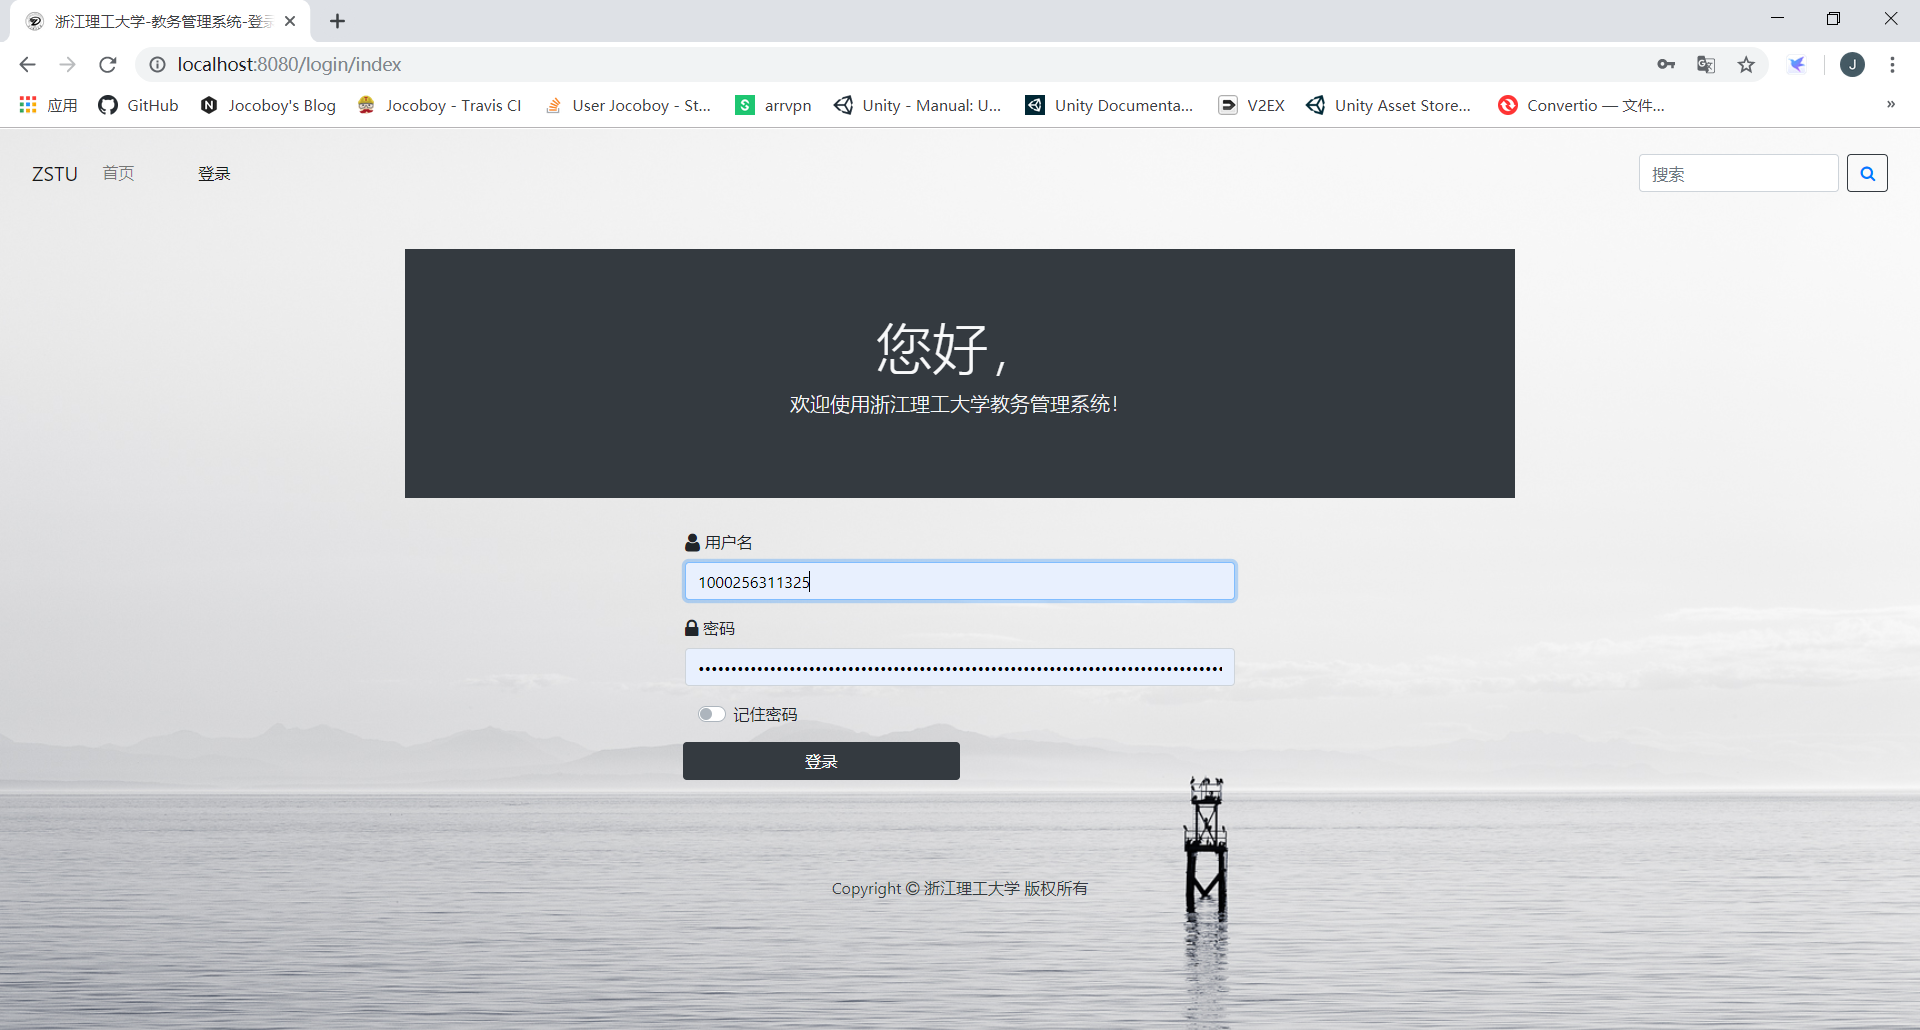 浙江理工大学-教务管理系统-登录
localhost:8080/login/index
J
应用 GitHub Jocoboy's Blog Jocoboy - Travis CI User Jocoboy - St... arrvpn Unity - Manual: U... Unity Documenta... V2EX Unity Asset Store... Convertio — 文件... »
ZSTU 首页 登录 搜索
您好，
欢迎使用浙江理工大学教务管理系统！
用户名
1000256311325
密码
••••••••••••••••••••••••••••••••••••••••••••••••••••••••••••••••••••••••••••••••
记住密码
登录
Copyright © 浙江理工大学 版权所有